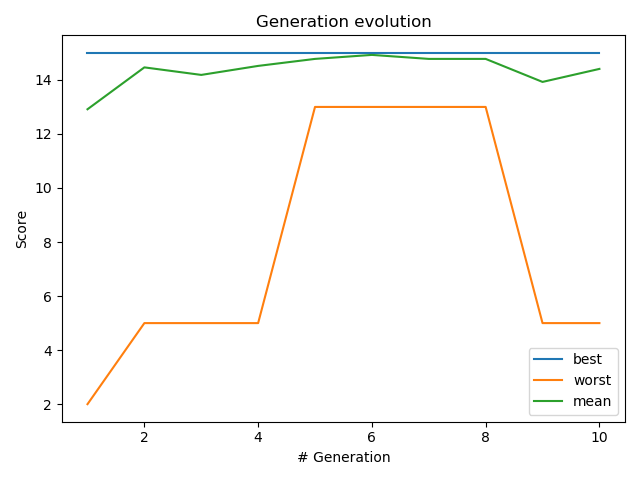 Generation evolution
Score
14
12
10
8
6
4
2
2 4 6 8 10
# Generation
best
worst
mean